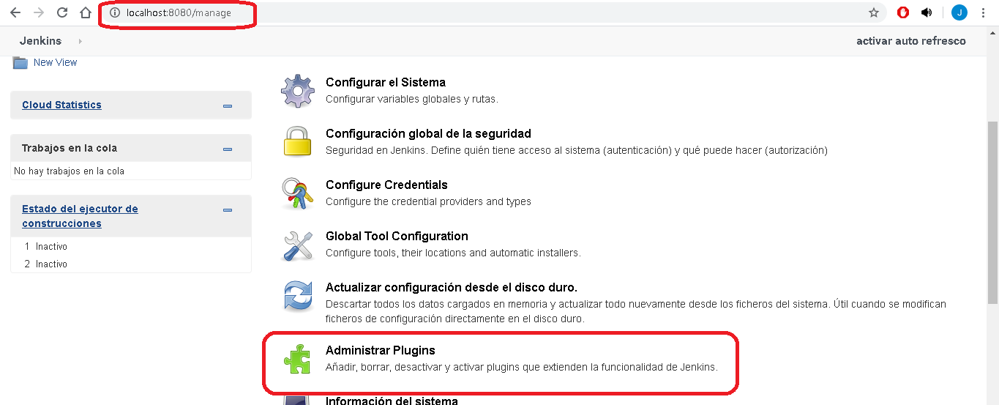 localhost:8080/manage
J
Jenkins
activar auto refresco
New View
Cloud Statistics
Trabajos en la cola
No hay trabajos en la cola
Estado del ejecutor de
construcciones
1 Inactivo
2 Inactivo
Configurar el Sistema
Configurar variables globales y rutas.
Configuración global de la seguridad
Seguridad en Jenkins. Define quién tiene acceso al sistema (autenticación) y qué puede hacer (autorización)
Configure Credentials
Configure the credential providers and types
Global Tool Configuration
Configure tools, their locations and automatic installers.
Actualizar configuración desde el disco duro.
Descartar todos los datos cargados en memoria y actualizar todo nuevamente desde los ficheros del sistema. Útil cuando se modifican
ficheros de configuración directamente en el disco duro.
Administrar Plugins
Añadir, borrar, desactivar y activar plugins que extienden la funcionalidad de Jenkins.
Información del sistema